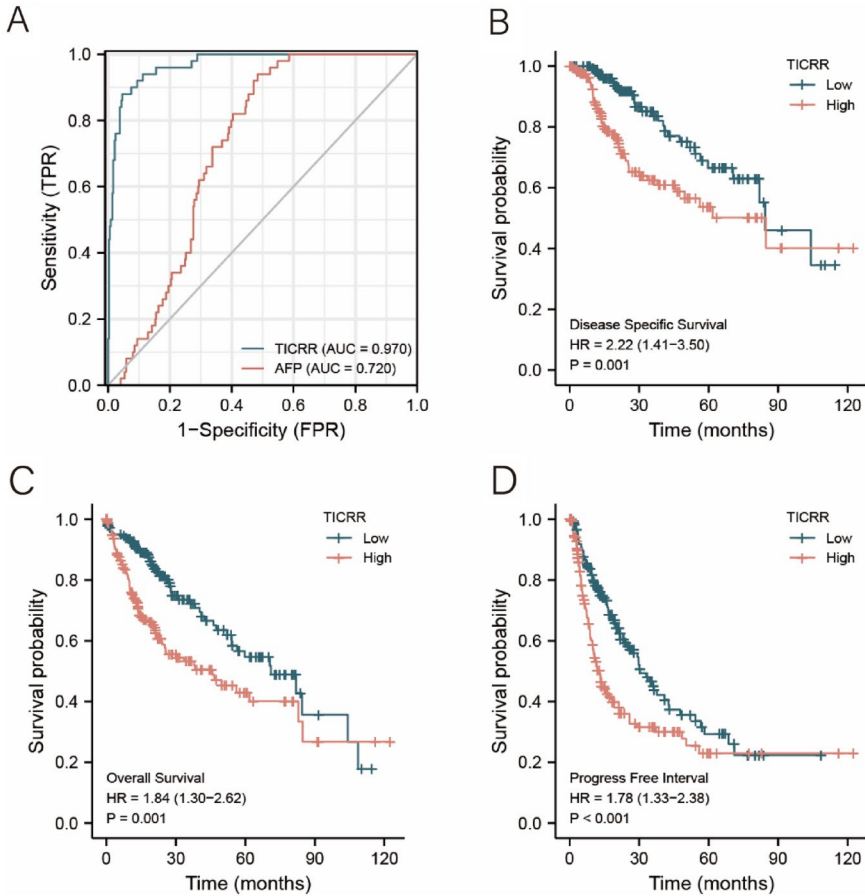 A
1.0
0.8
0.6
0.4
0.2
0.0
Sensitivity (TPR)
TICRR (AUC = 0.970)
AFP (AUC = 0.720)
0.0 0.2 0.4 0.6 0.8 1.0
1−Specificity (FPR)
B
TICRR
Low
High
1.0
0.8
0.6
0.4
0.2
0.0
Survival probability
Disease Specific Survival
HR = 2.22 (1.41−3.50)
P = 0.001
0 30 60 90 120
Time (months)
C
TICRR
Low
High
1.0
0.8
0.6
0.4
0.2
0.0
Survival probability
Overall Survival
HR = 1.84 (1.30−2.62)
P = 0.001
0 30 60 90 120
Time (months)
D
TICRR
Low
High
1.0
0.8
0.6
0.4
0.2
0.0
Survival probability
Progress Free Interval
HR = 1.78 (1.33−2.38)
P < 0.001
0 30 60 90 120
Time (months)